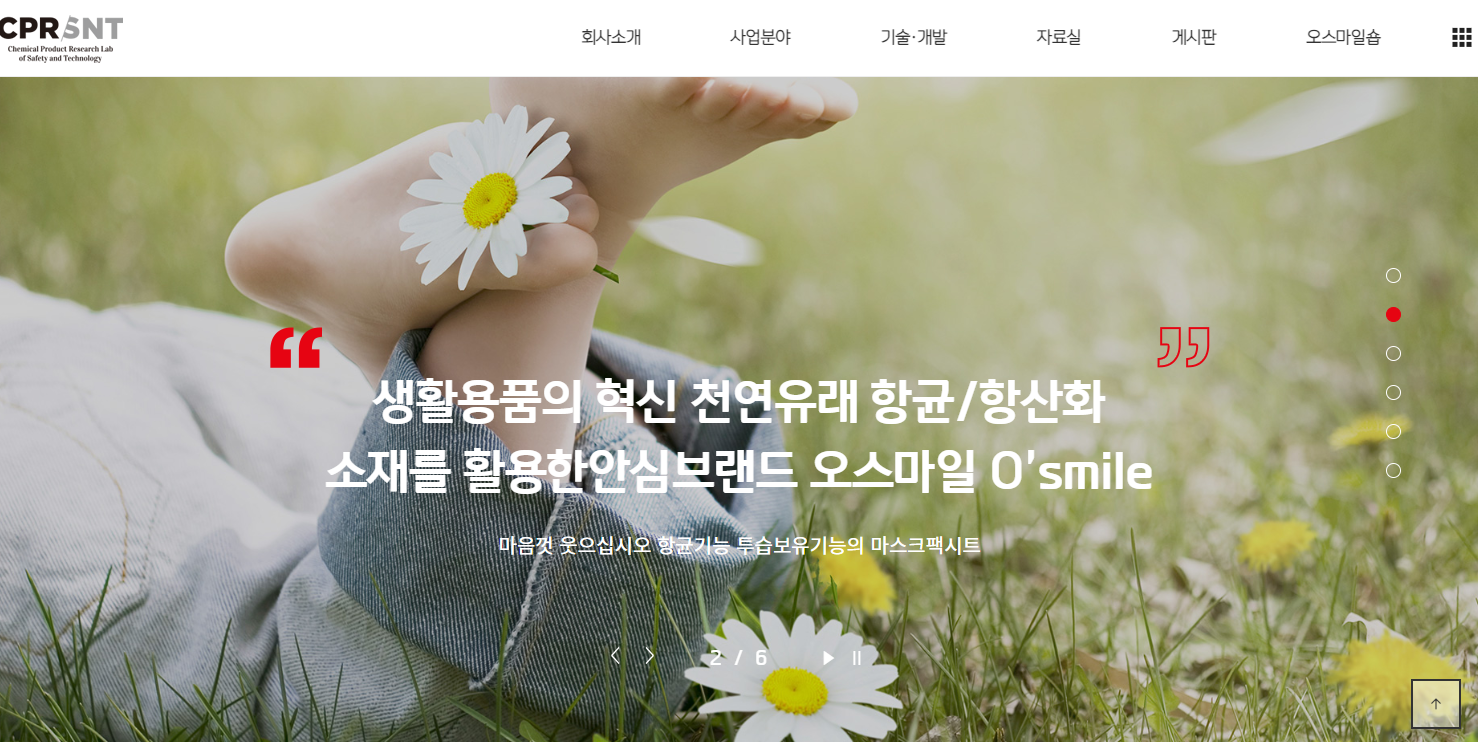 CPRSNT
Chemical Product Research Lab
of Safety and Technology
회사소개 사업분야 기술·개발 자료실 게시판 오스마일숍
생활용품의 혁신 천연유래 항균/항산화
소재를 활용한안심브랜드 오스마일 O'smile
마음껏 웃으십시오 항균기능 투습보유기능의 마스크팩시트
2 / 6